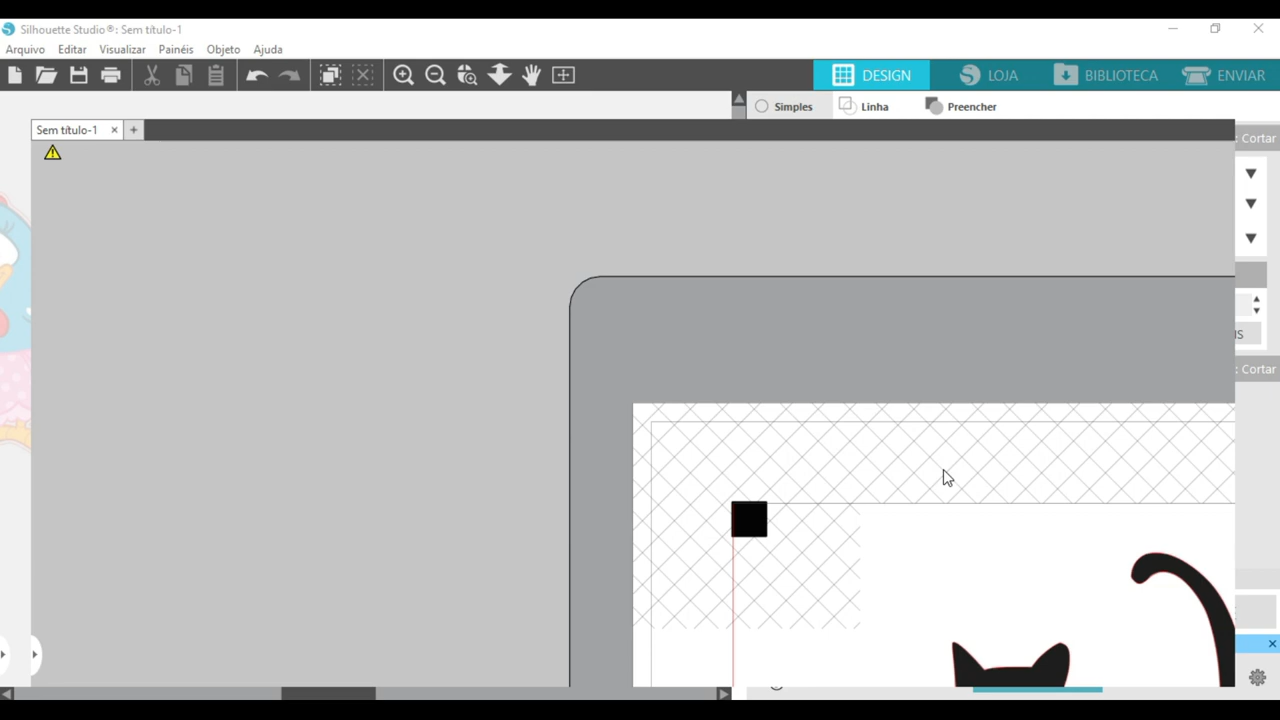 Silhouette Studio®: Sem título-1
Arquivo Editar Visualizar Painéis Objeto Ajuda
DESIGN LOJA BIBLIOTECA ENVIAR
Simples Linha Preencher
Sem título-1
: Cortar
IS
: Cortar